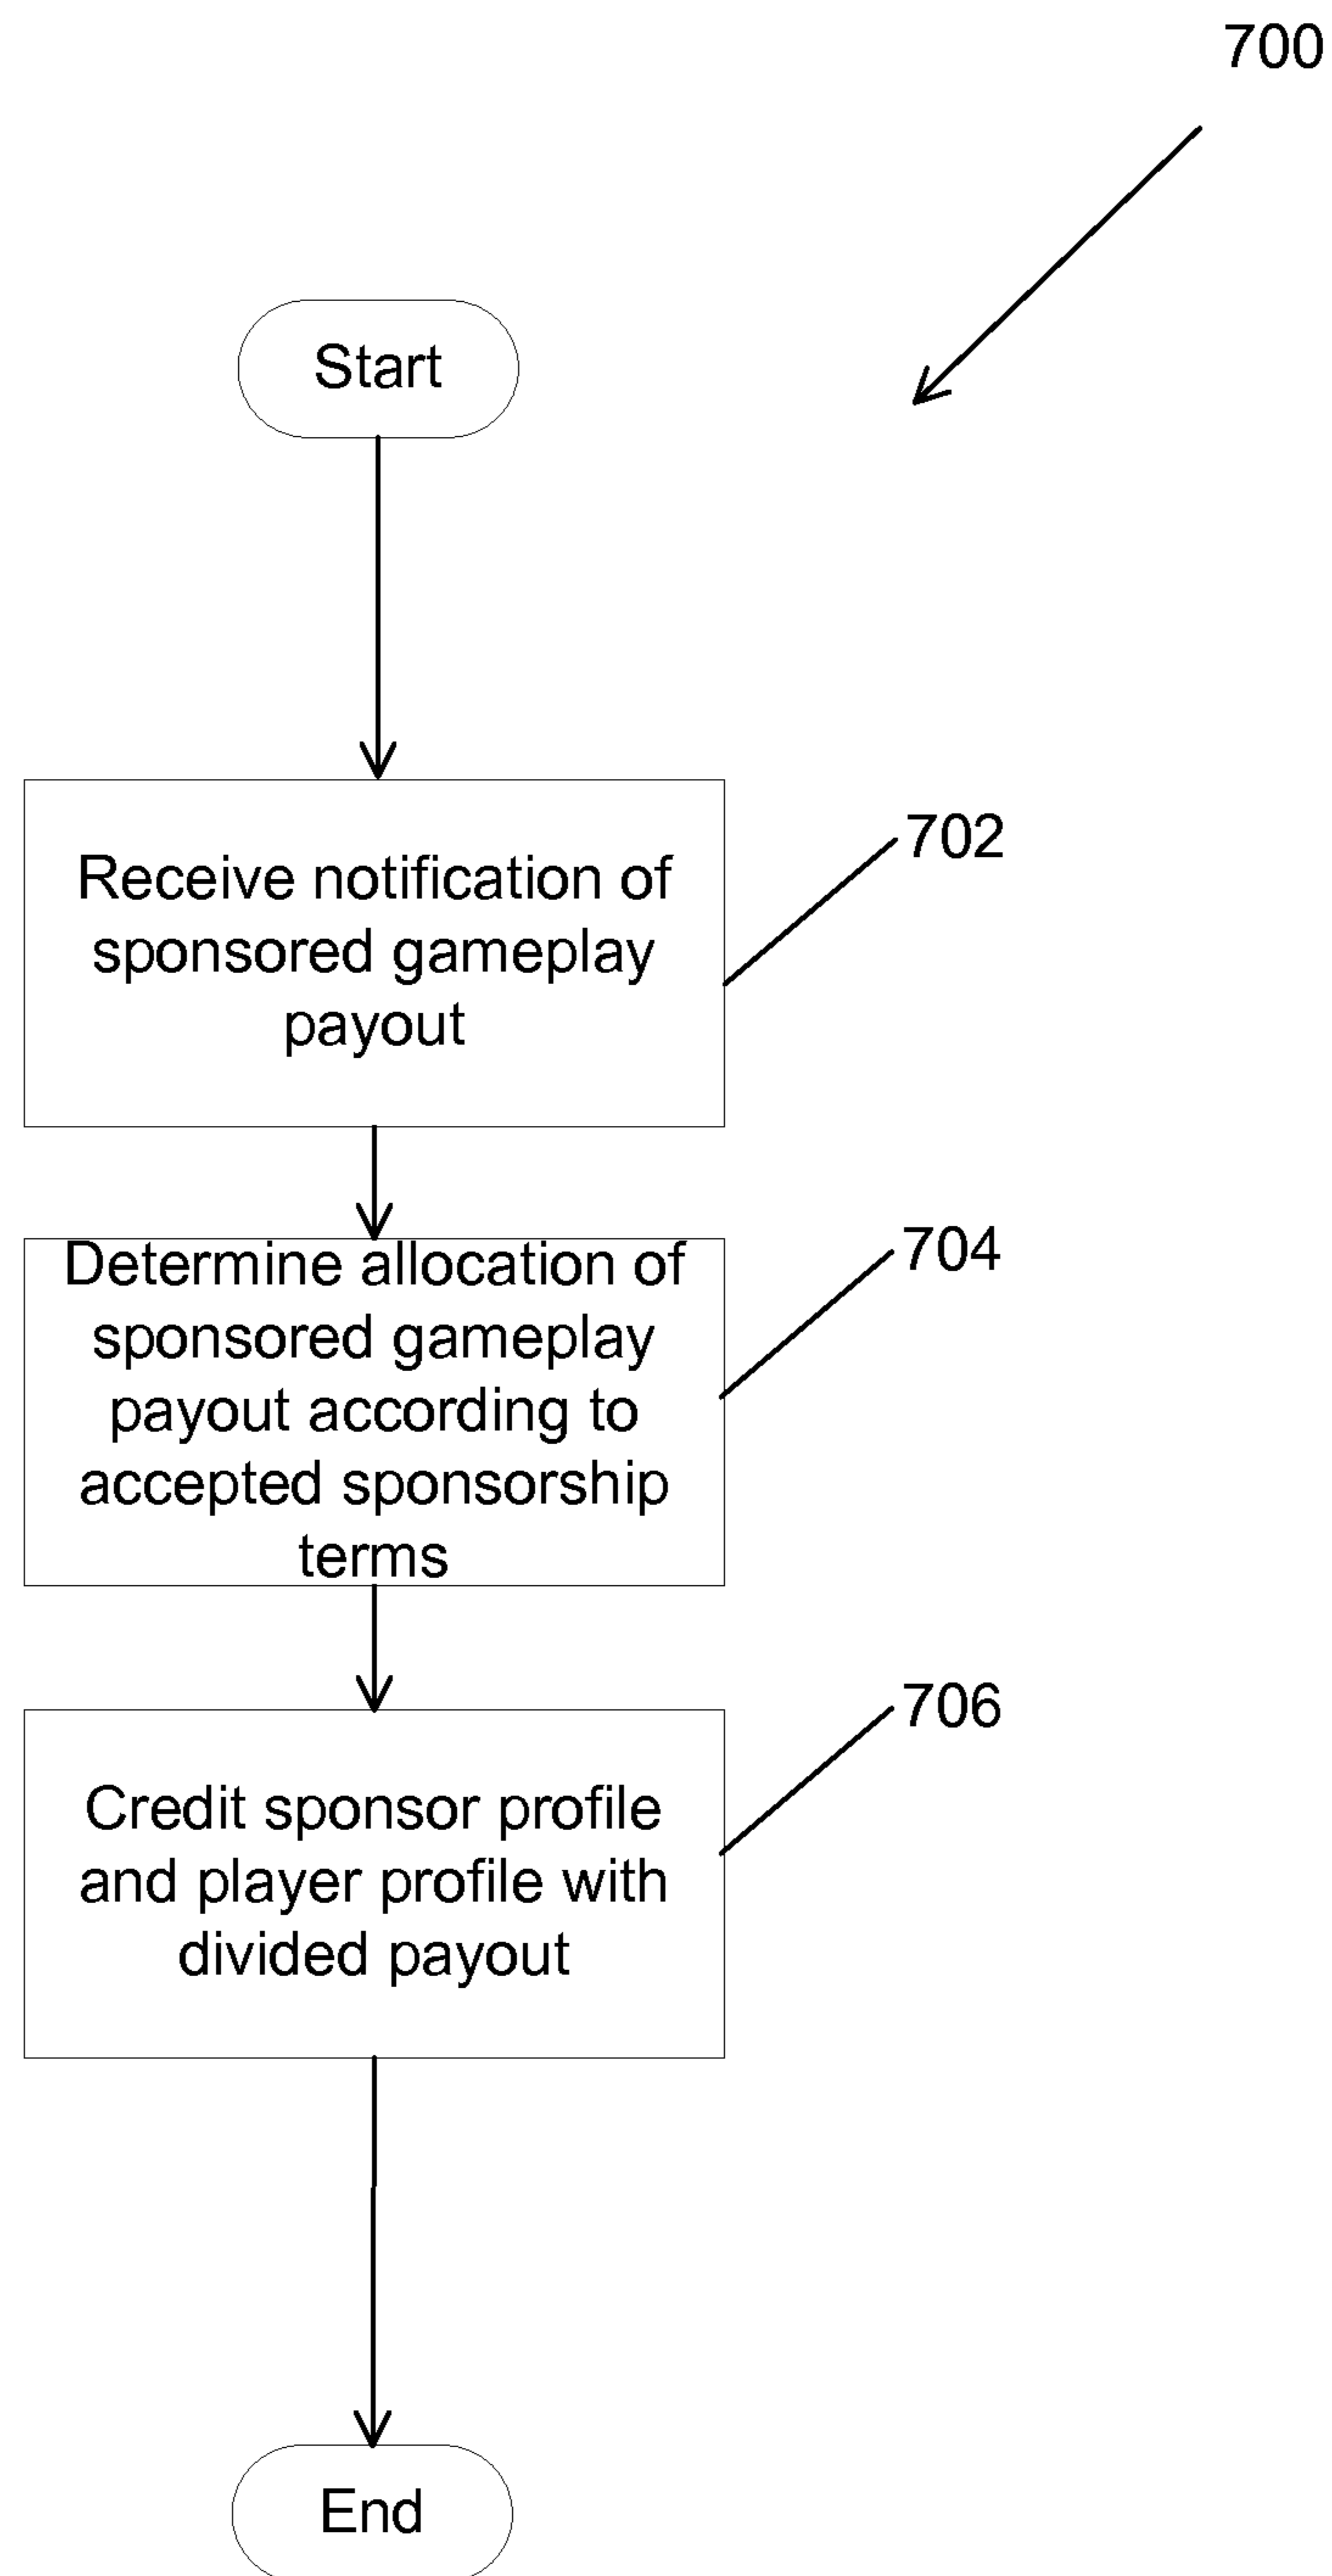 700
Start
Receive notification of
sponsored gameplay
payout
702
Determine allocation of
sponsored gameplay
payout according to
accepted sponsorship
terms
704
Credit sponsor profile
and player profile with
divided payout
706
End